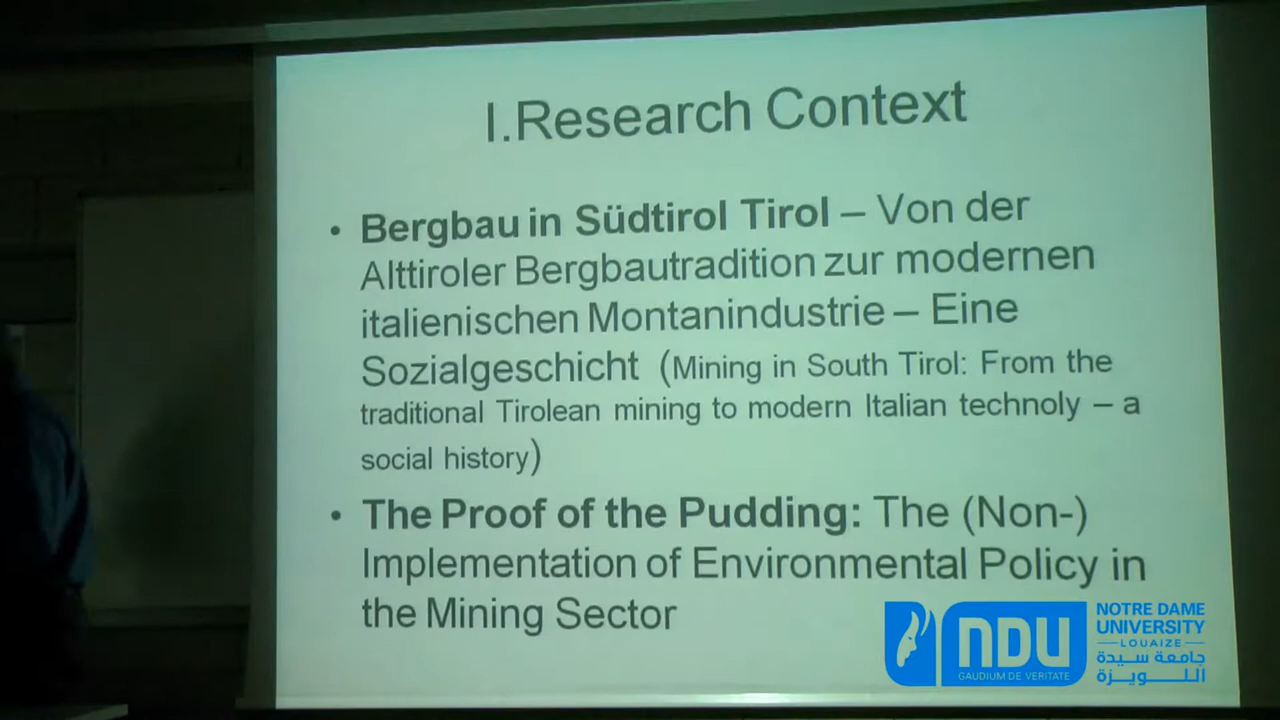 I.Research Context
• Bergbau in Südtirol Tirol – Von der
Alttiroler Bergbautradition zur modernen
italienischen Montanindustrie – Eine
Sozialgeschicht (Mining in South Tirol: From the
traditional Tirolean mining to modern Italian technoly – a
social history)
• The Proof of the Pudding: The (Non-)
Implementation of Environmental Policy in
the Mining Sector
NDU
GAUDIUM DE VERITATE
NOTRE DAME
UNIVERSITY
LOUAIZE
جامعة سيدة
اللويزة